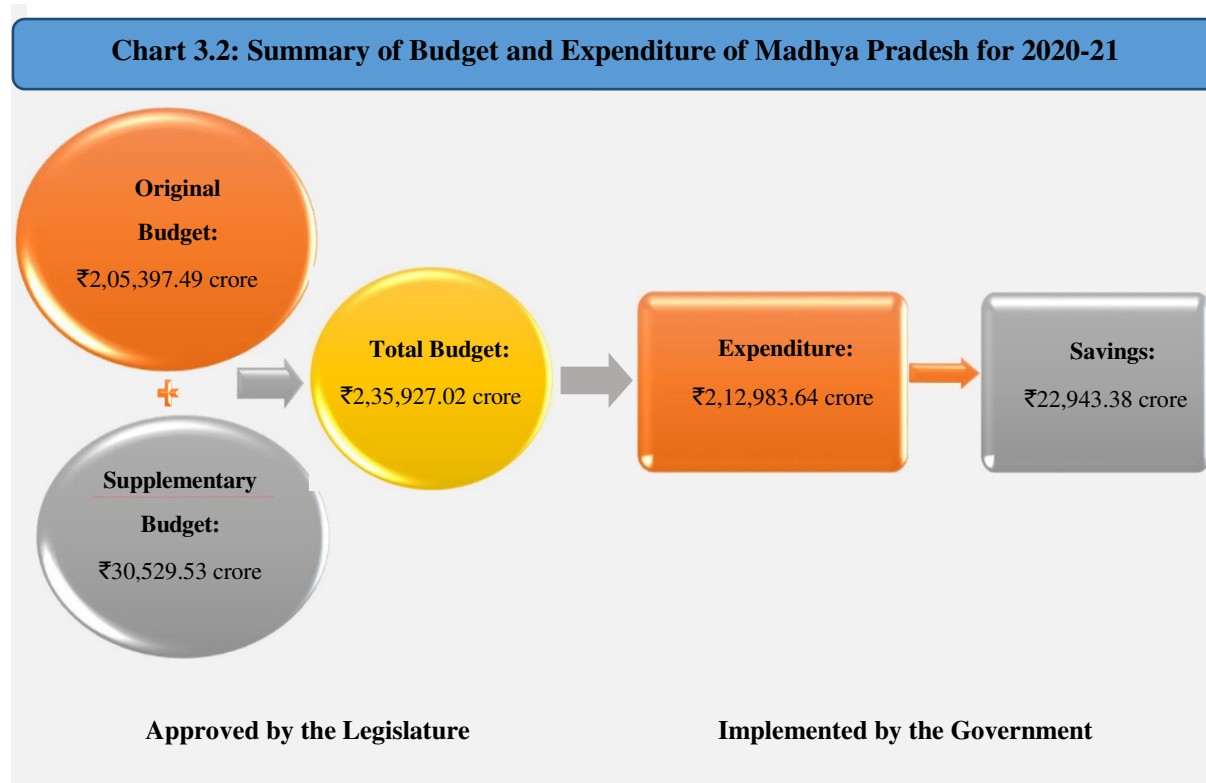 Chart 3.2: Summary of Budget and Expenditure of Madhya Pradesh for 2020-21
Original
Budget:
₹2,05,397.49 crore
+
Supplementary
Budget:
₹30,529.53 crore
Total Budget:
₹2,35,927.02 crore
Expenditure:
₹2,12,983.64 crore
Savings:
₹22,943.38 crore
Approved by the Legislature
Implemented by the Government